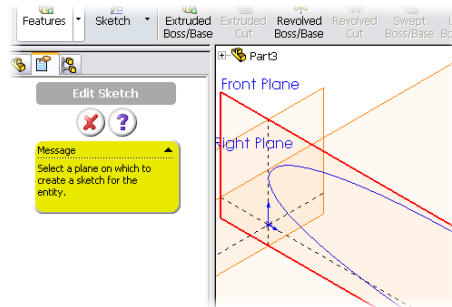 Features
Sketch
Extruded
Boss/Base
Extruded
Cut
Revolved
Boss/Base
Revolved
Cut
Swept
Boss/Base
Part3
Edit Sketch
Message
Select a plane on which to
create a sketch for the
entity.
Front Plane
Right Plane